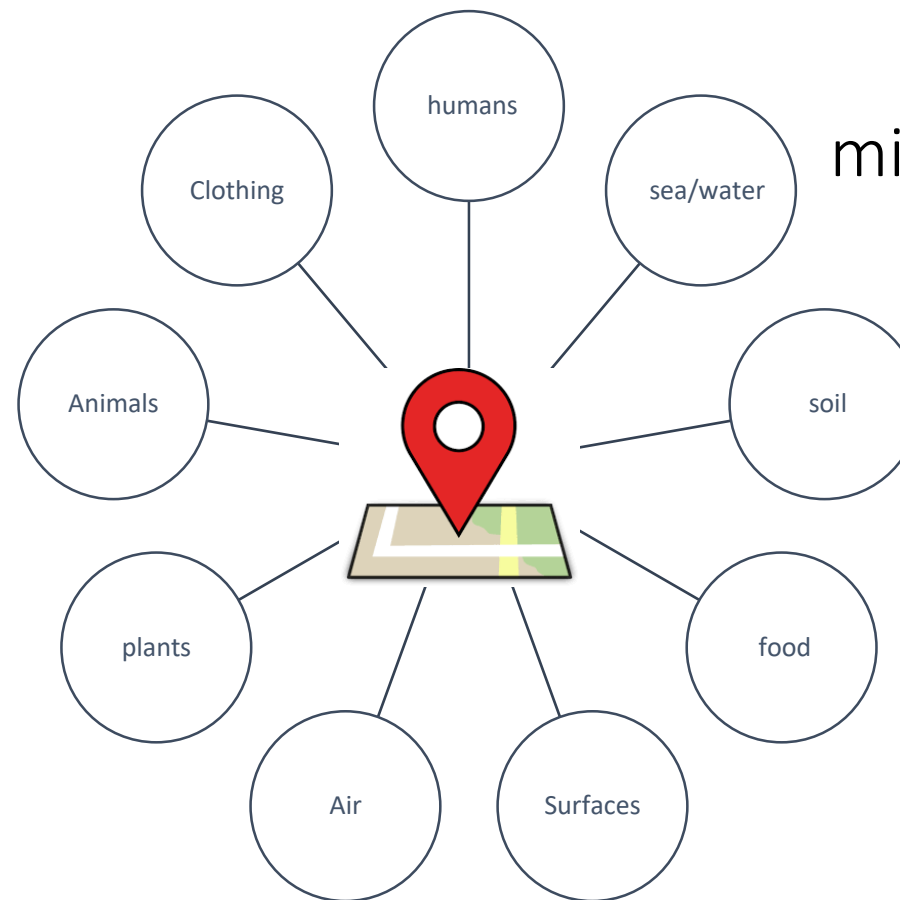 humans
Clothing
sea/water
mi
Animals
soil
plants
food
Air
Surfaces